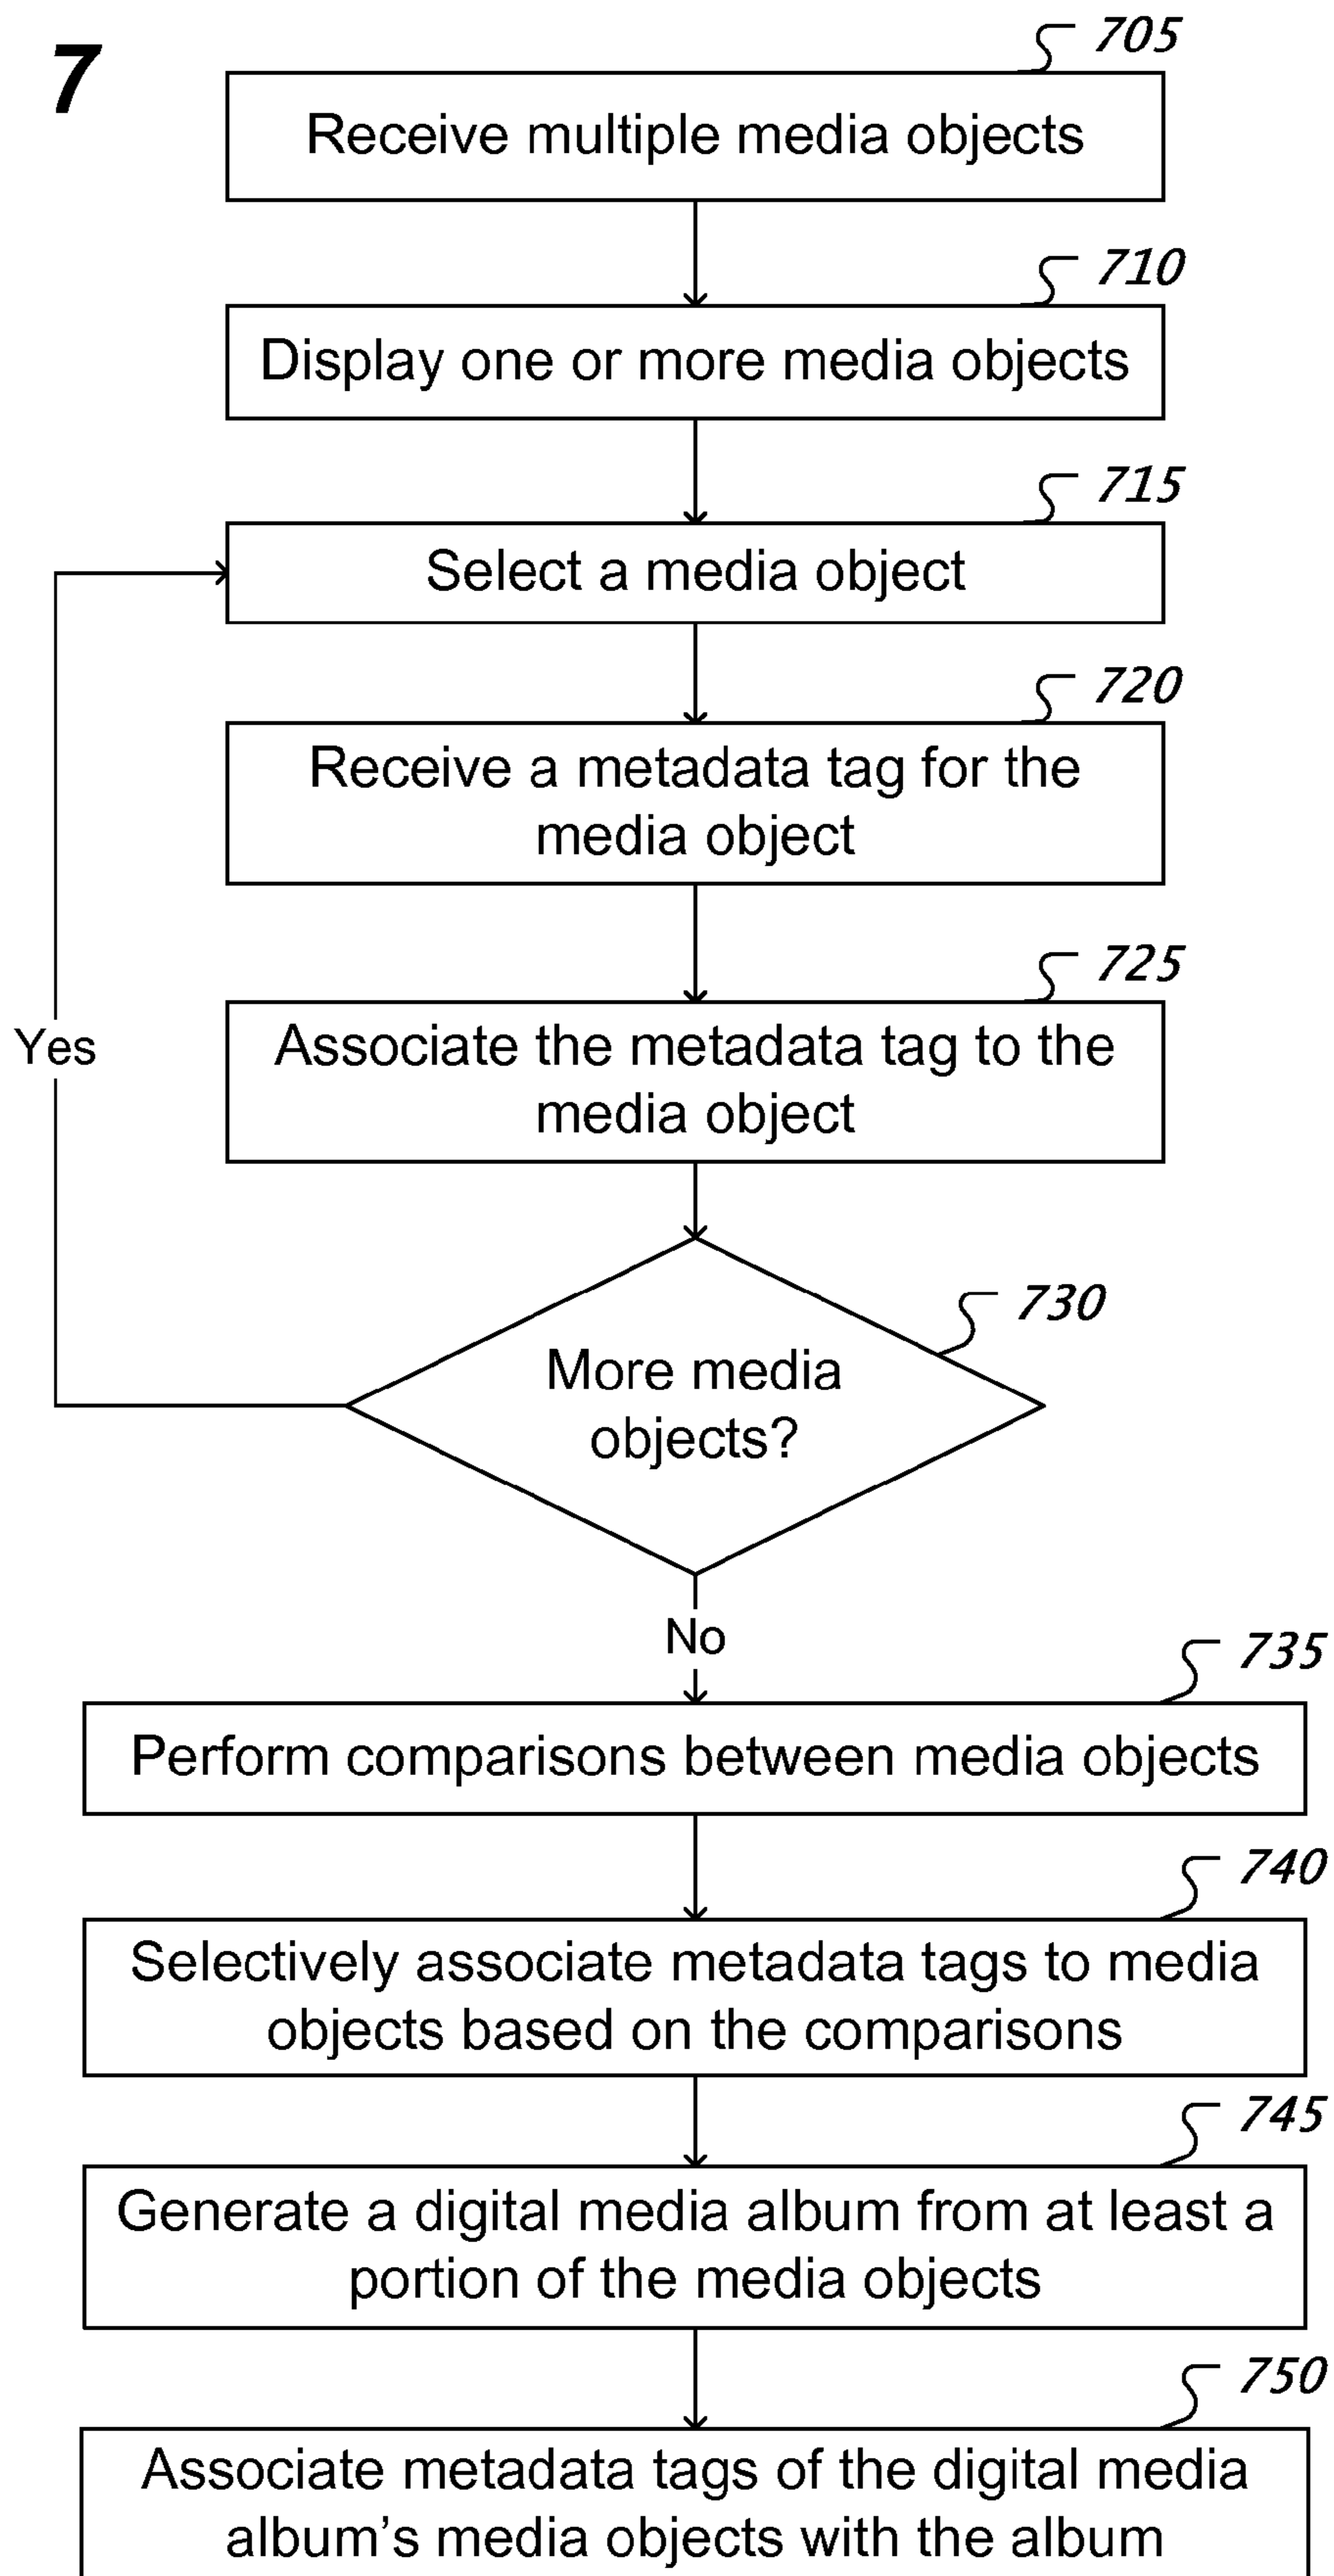 7
705
Receive multiple media objects
710
Display one or more media objects
715
Select a media object
720
Receive a metadata tag for the
media object
725
Associate the metadata tag to the
media object
Yes
730
More media
objects?
No
735
Perform comparisons between media objects
740
Selectively associate metadata tags to media
objects based on the comparisons
745
Generate a digital media album from at least a
portion of the media objects
750
Associate metadata tags of the digital media
album's media objects with the album